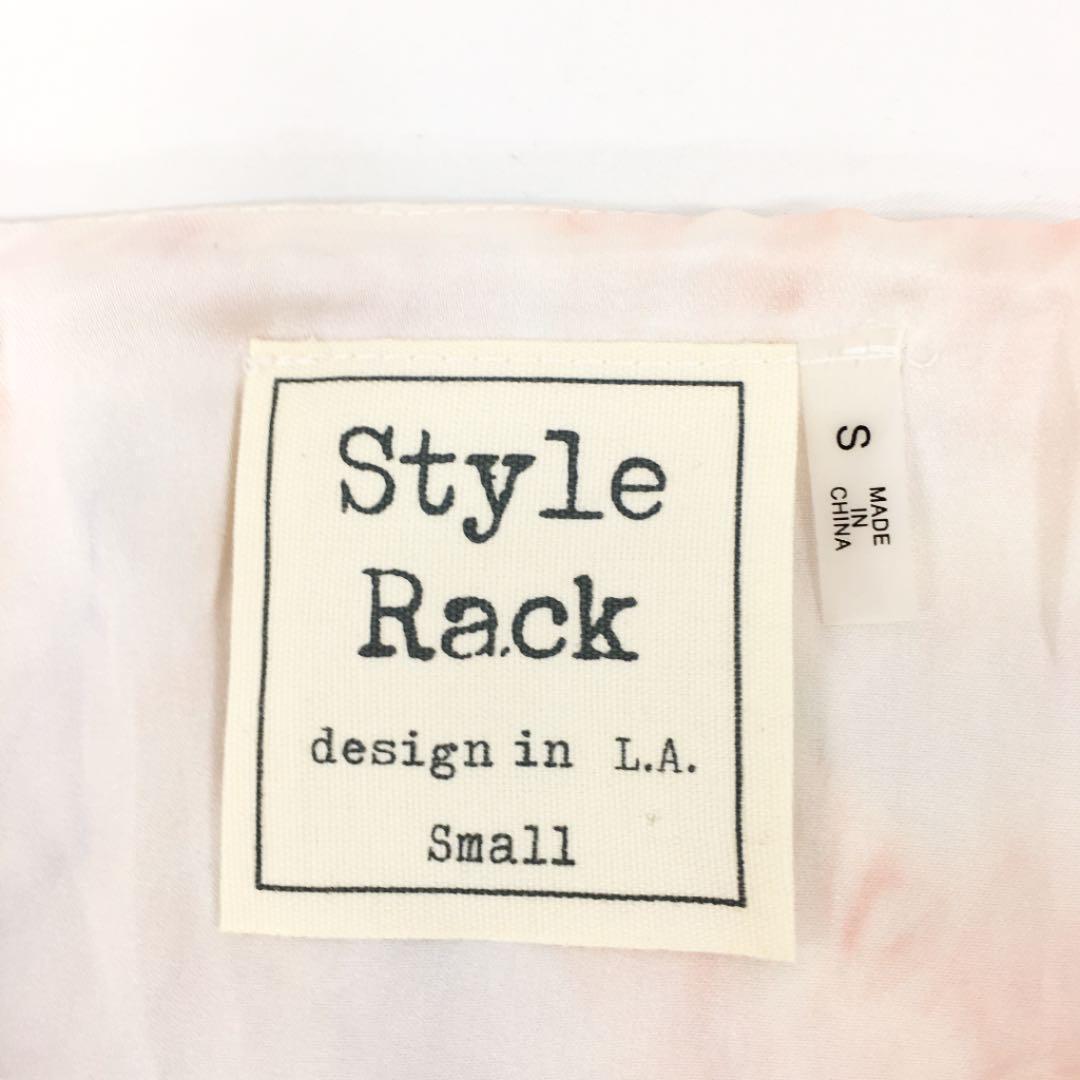 Style
Rack
design in L.A.
Small
S
MADE
IN
CHINA